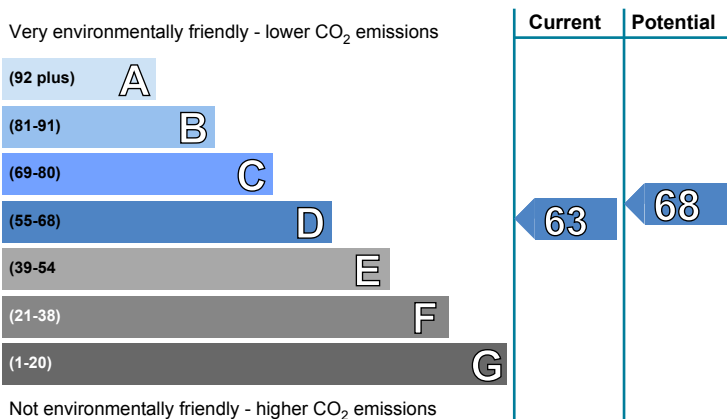 Current Potential
Very environmentally friendly - lower CO2 emissions
(92 plus) A
(81-91) B
(69-80) C
(55-68) D 63 68
(39-54 E
(21-38) F
(1-20) G
Not environmentally friendly - higher CO2 emissions